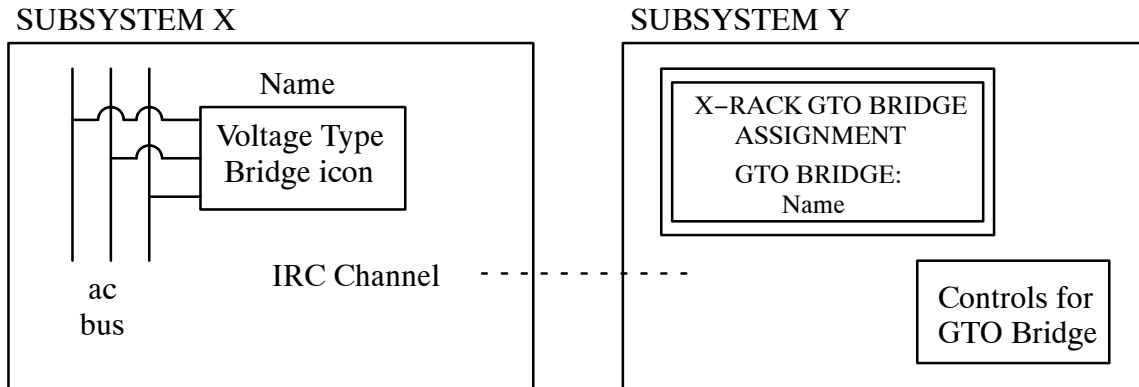 SUBSYSTEM X
Name
Voltage Type
Bridge icon
ac
bus
IRC Channel
SUBSYSTEM Y
X−RACK GTO BRIDGE
ASSIGNMENT
GTO BRIDGE:
Name
Controls for
GTO Bridge